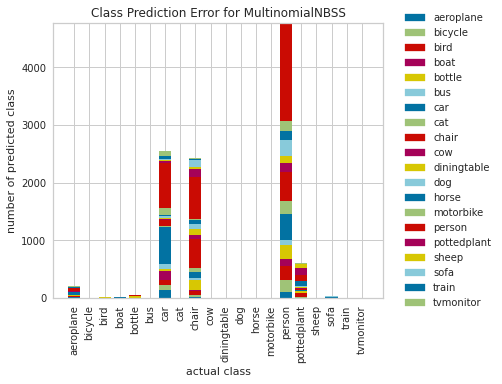 Class Prediction Error for MultinomialNBSS
number of predicted class
4000
3000
2000
1000
0
aeroplane
bicycle
bird
boat
bottle
bus
car
cat
chair
cow
diningtable
dog
horse
motorbike
person
pottedplant
sheep
sofa
train
tvmonitor
actual class
aeroplane
bicycle
bird
boat
bottle
bus
car
cat
chair
cow
diningtable
dog
horse
motorbike
person
pottedplant
sheep
sofa
train
tvmonitor